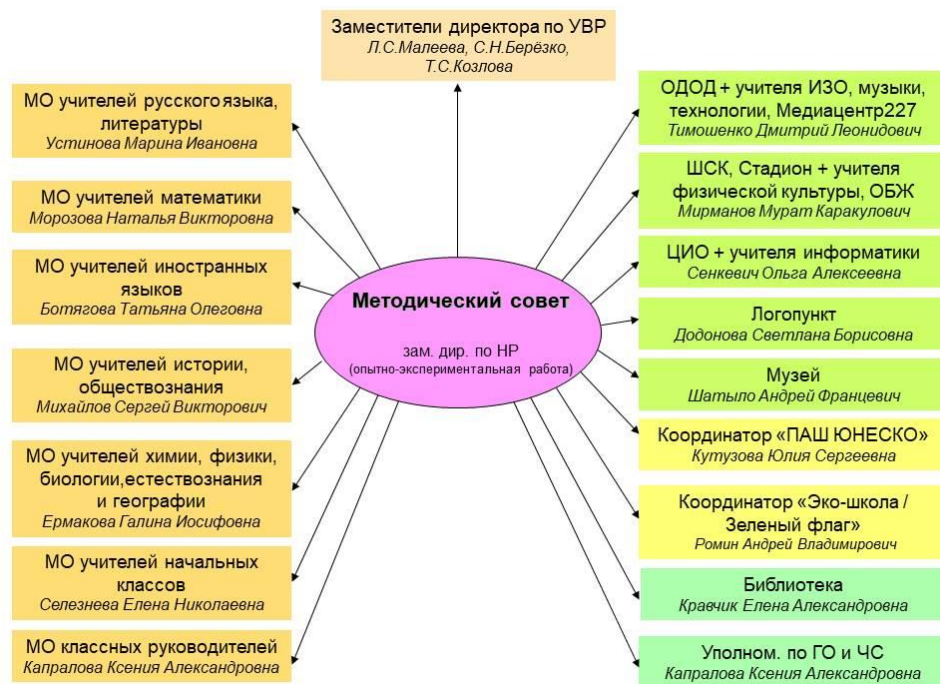 Заместители директора по УВР
Л.С.Малеева, С.Н.Берёзко,
Т.С.Козлова
МО учителей русского языка,
литературы
Устинова Марина Ивановна
МО учителей математики
Морозова Наталья Викторовна
МО учителей иностранных
языков
Ботягова Татьяна Олеговна
МО учителей истории,
обществознания
Михайлов Сергей Викторович
МО учителей химии, физики,
биологии,естествознания
и географии
Ермакова Галина Иосифовна
МО учителей начальных
классов
Селезнева Елена Николаевна
МО классных руководителей
Капралова Ксения Александровна
Методический совет
зам. дир. по НР
(опытно-экспериментальная работа)
ОДОД + учителя ИЗО, музыки,
технологии, Медиацентр227
Тимошенко Дмитрий Леонидович
ШСК, Стадион + учителя
физической культуры, ОБЖ
Мирманов Мурат Каракулович
ЦИО + учителя информатики
Сенкевич Ольга Алексеевна
Логопункт
Додонова Светлана Борисовна
Музей
Шатыло Андрей Францевич
Координатор «ПАШ ЮНЕСКО»
Кутузова Юлия Сергеевна
Координатор «Эко-школа /
Зеленый флаг»
Ромин Андрей Владимирович
Библиотека
Кравчик Елена Александровна
Уполном. по ГО и ЧС
Капралова Ксения Александровна